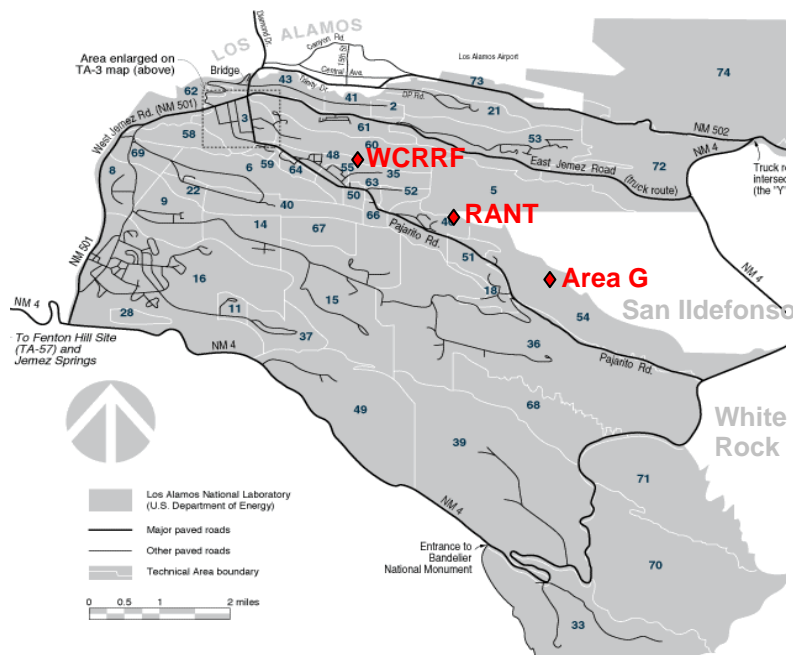 LOS ALAMOS
Diamond Dr.
Canyon Rd.
15th St.
Central Ave.
Los Alamos Airport
Area enlarged on
TA-3 map (above)
Bridge
Trinity Dr.
DP Rd.
43
73
74
62
41
2
21
NM 502
West Jemez Rd. (NM 501)
3
61
58
53
60
East Jemez Road
(truck route)
72
NM 4
Truck ro
intersec
(the "Y"
69
48
WCRRF
59
55
35
8
6
64
63
52
5
22
50
9
40
66
RANT
14
67
Pajarito Rd.
NM 501
51
Area G
16
18
15
San Ildefonso
54
NM 4
28
11
To Fenton Hill Site
(TA-57) and
Jemez Springs
37
NM 4
36
Pajarito Rd.
49
68
White
Rock
39
71
Los Alamos National Laboratory
(U.S. Department of Energy)
Major paved roads
NM 4
Other paved roads
Entrance to
Bandelier
National Monument
Technical Area boundary
70
0 0.5 1 2 miles
33